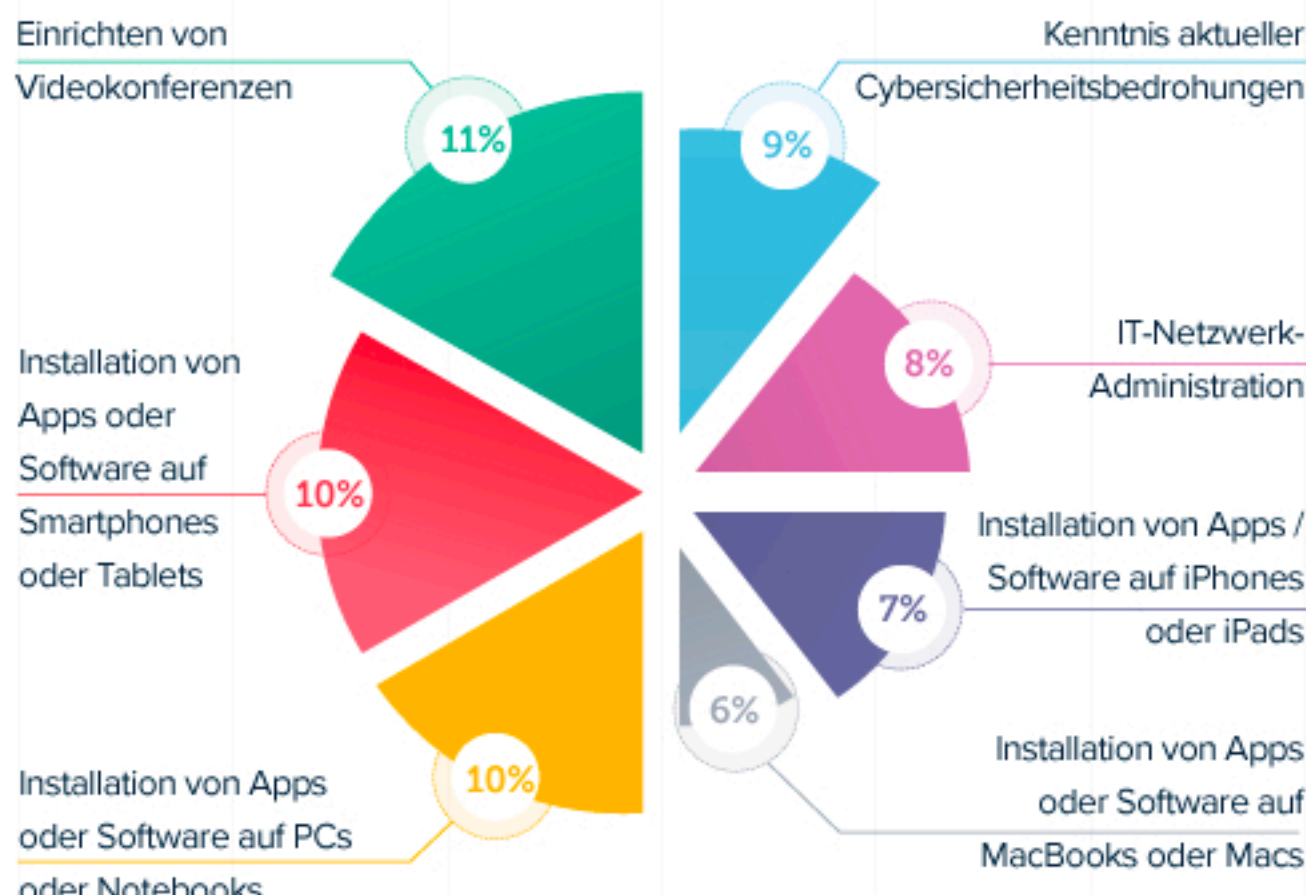 Einrichten von
Videokonferenzen
11%
Kenntnis aktueller
Cybersicherheitsbedrohungen
9%
IT-Netzwerk-
Administration
8%
Installation von
Apps oder
Software auf
Smartphones
oder Tablets
10%
Installation von Apps /
Software auf iPhones
oder iPads
7%
6%
Installation von Apps
oder Software auf
MacBooks oder Macs
10%
Installation von Apps
oder Software auf PCs
oder Notebooks